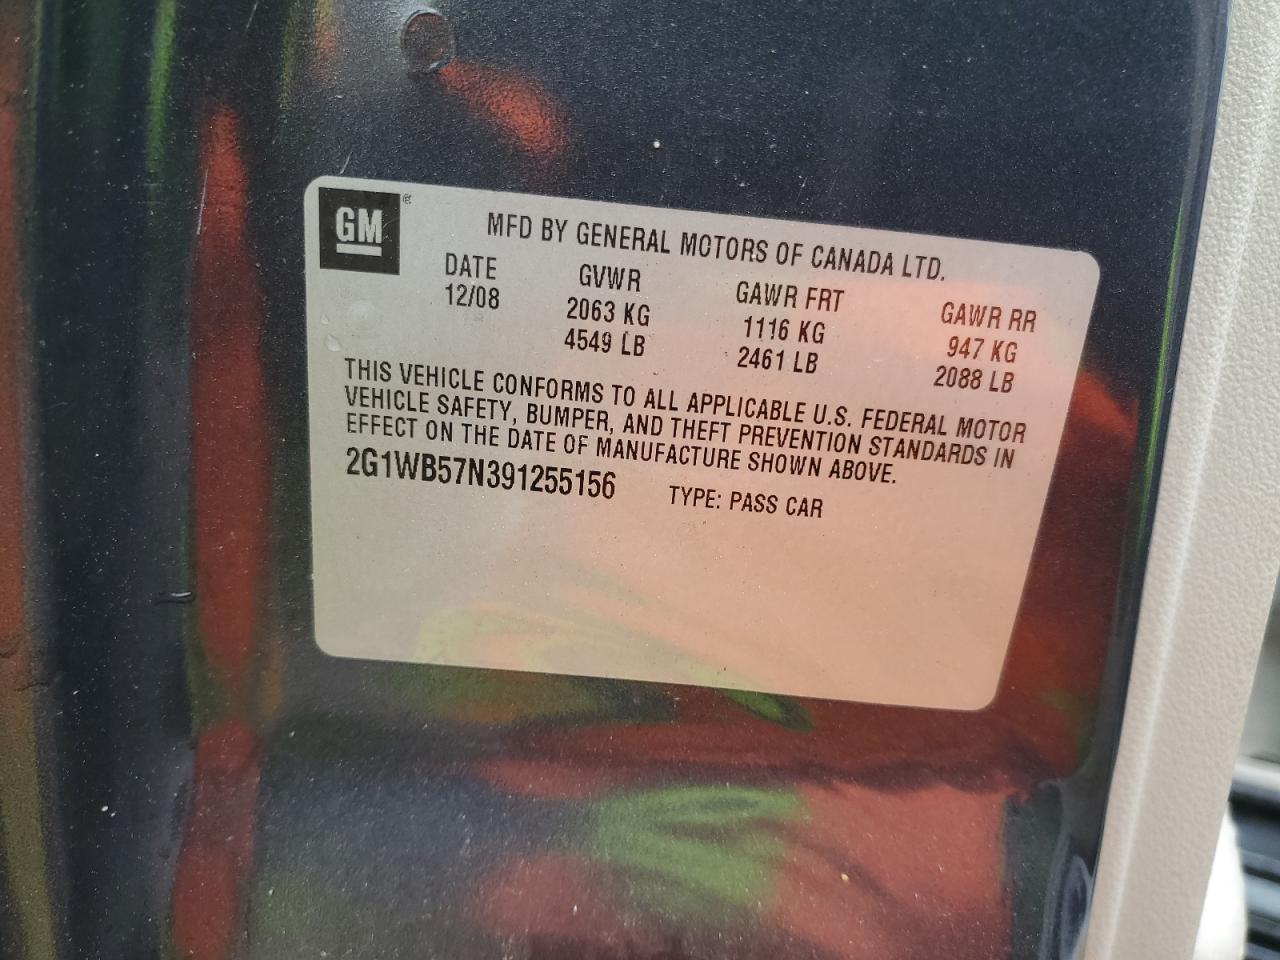 GM®
MFD BY GENERAL MOTORS OF CANADA LTD.
DATE GVWR GAWR FRT GAWR RR
12/08 2063 KG 1116 KG 947 KG
4549 LB 2461 LB 2088 LB
THIS VEHICLE CONFORMS TO ALL APPLICABLE U.S. FEDERAL MOTOR
VEHICLE SAFETY, BUMPER, AND THEFT PREVENTION STANDARDS IN
EFFECT ON THE DATE OF MANUFACTURE SHOWN ABOVE.
2G1WB57N391255156 TYPE: PASS CAR